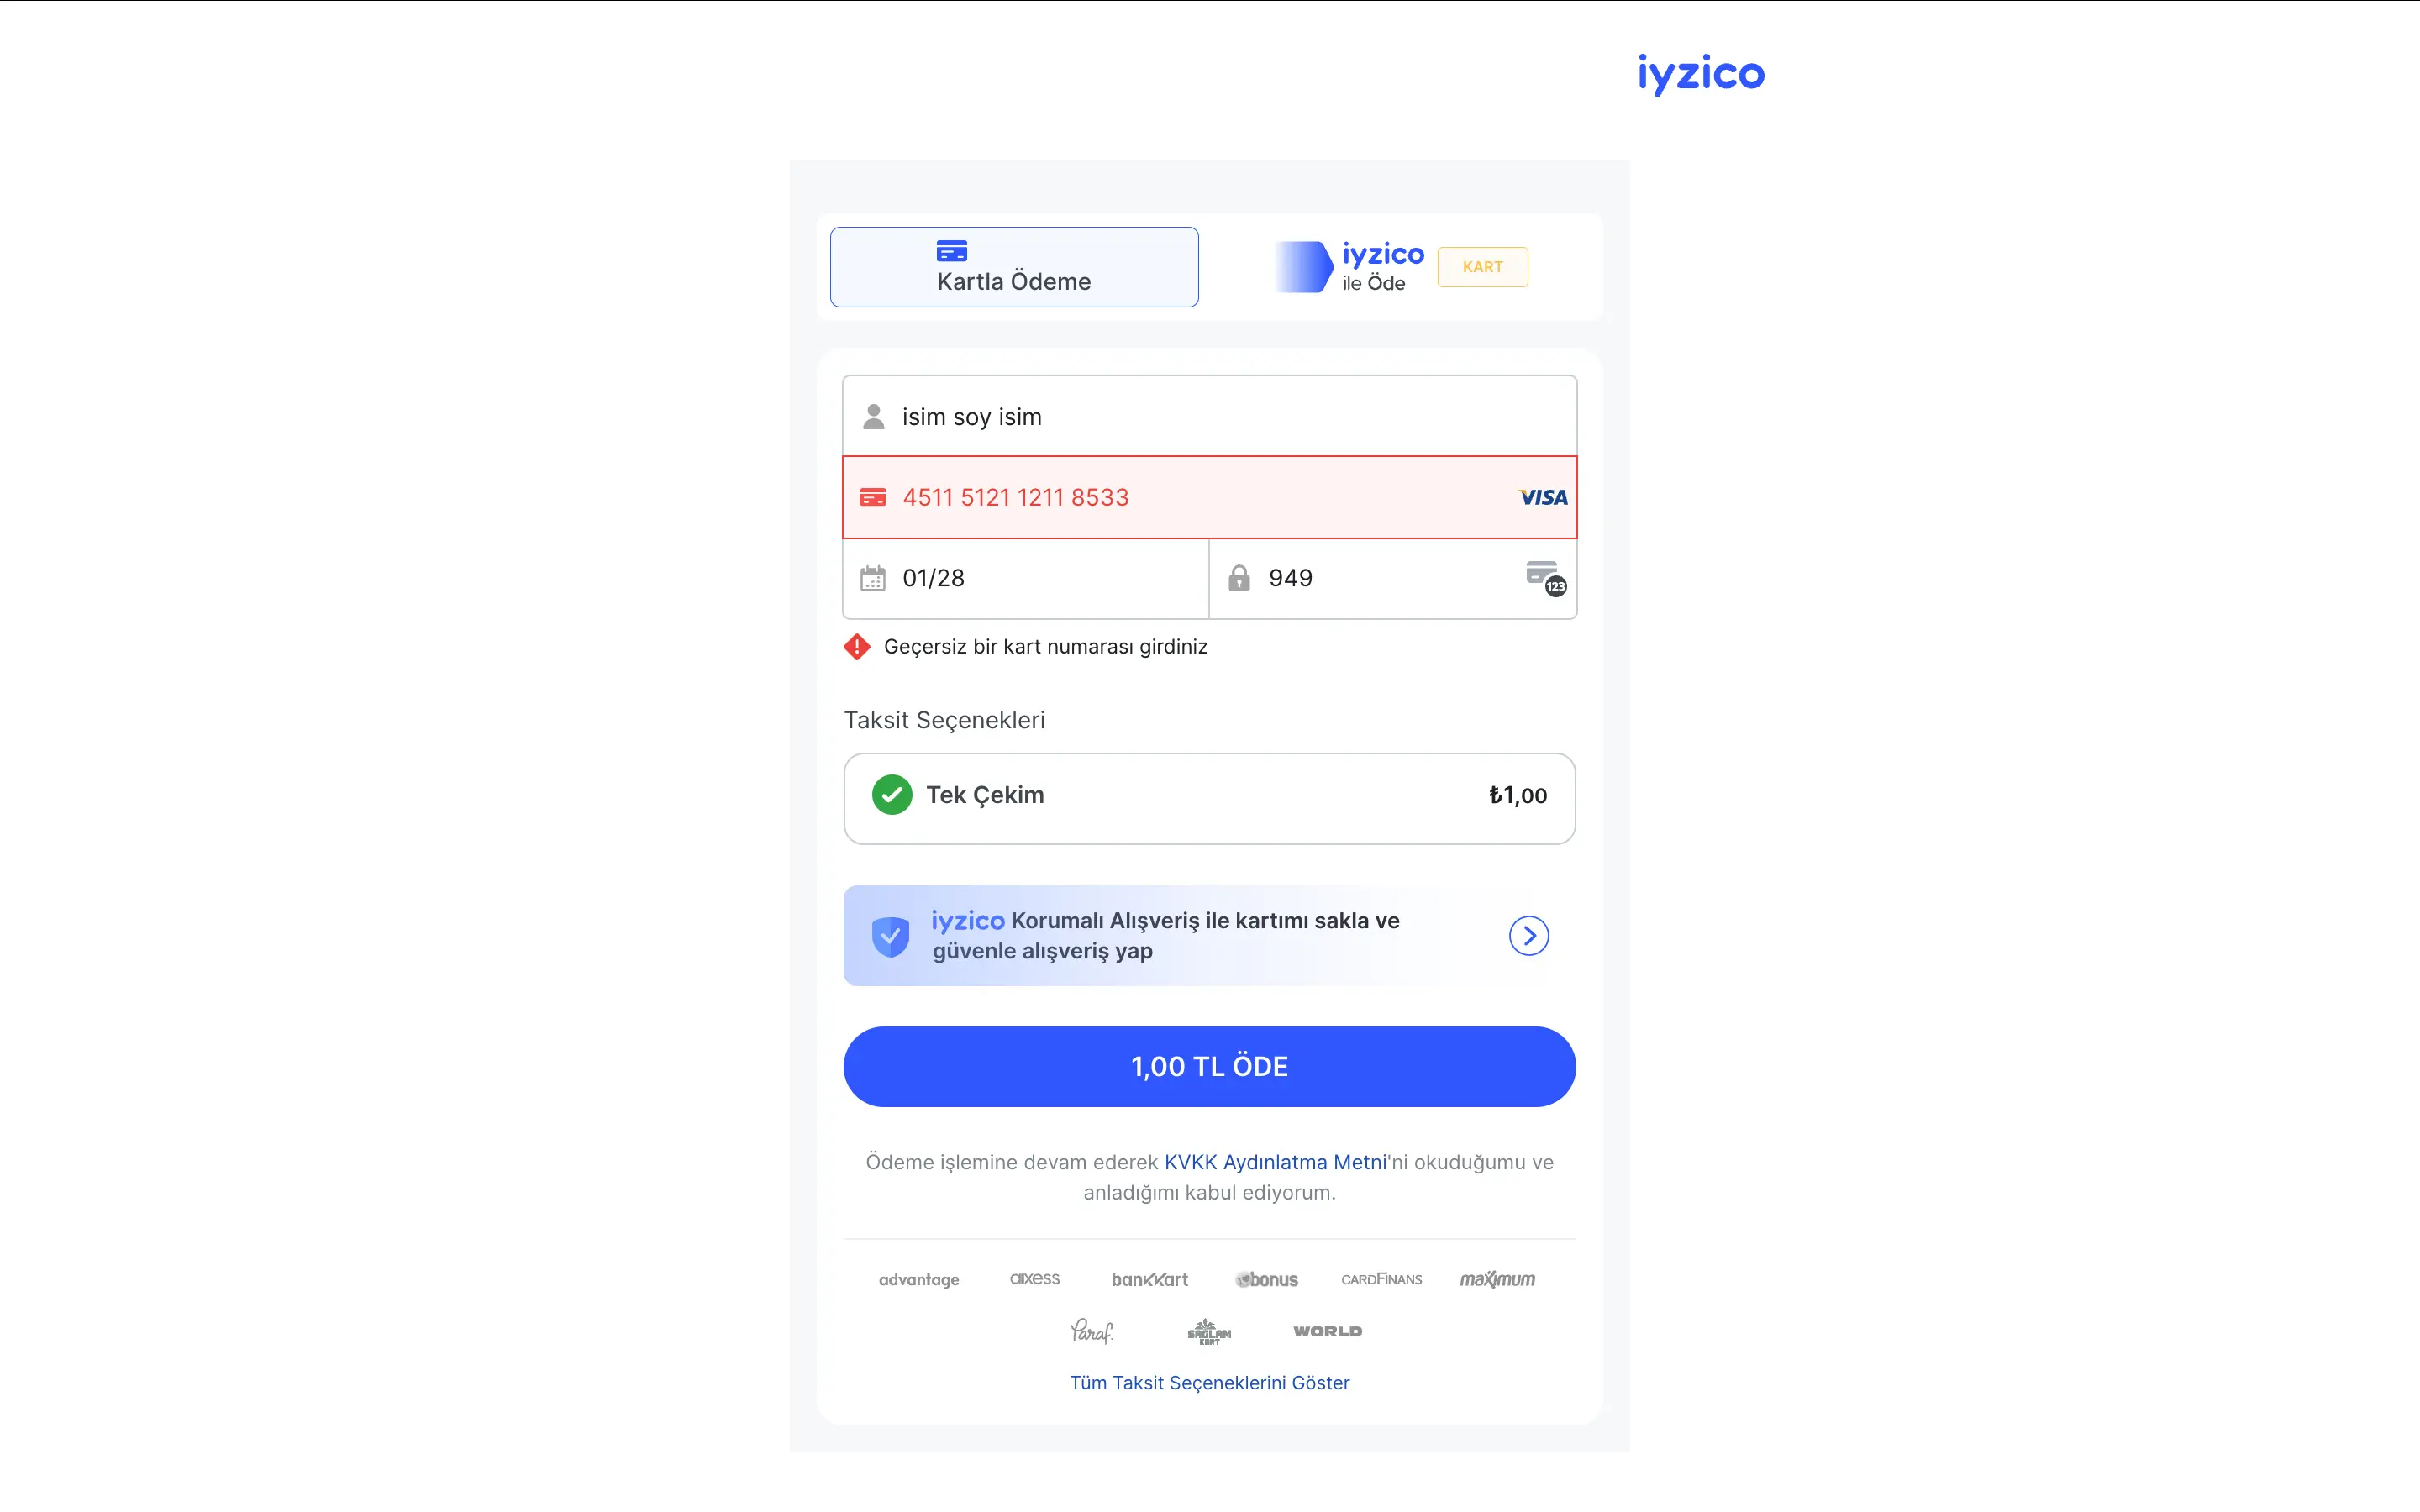 iyzico
Kartla Ödeme
iyzico
ile Öde
KART
isim soy isim
4511 5121 1211 8533
VISA
01/28
949
123
Geçersiz bir kart numarası girdiniz
Taksit Seçenekleri
Tek Çekim
₺1,00
iyzico Korumalı Alışveriş ile kartımı sakla ve
güvenle alışveriş yap
1,00 TL ÖDE
Ödeme işlemine devam ederek KVKK Aydınlatma Metni'ni okuduğumu ve
anladığımı kabul ediyorum.
advantage axess bankkart bonus CARDFINANS maximum
Paraf. SAĞLAM KART WORLD
Tüm Taksit Seçeneklerini Göster